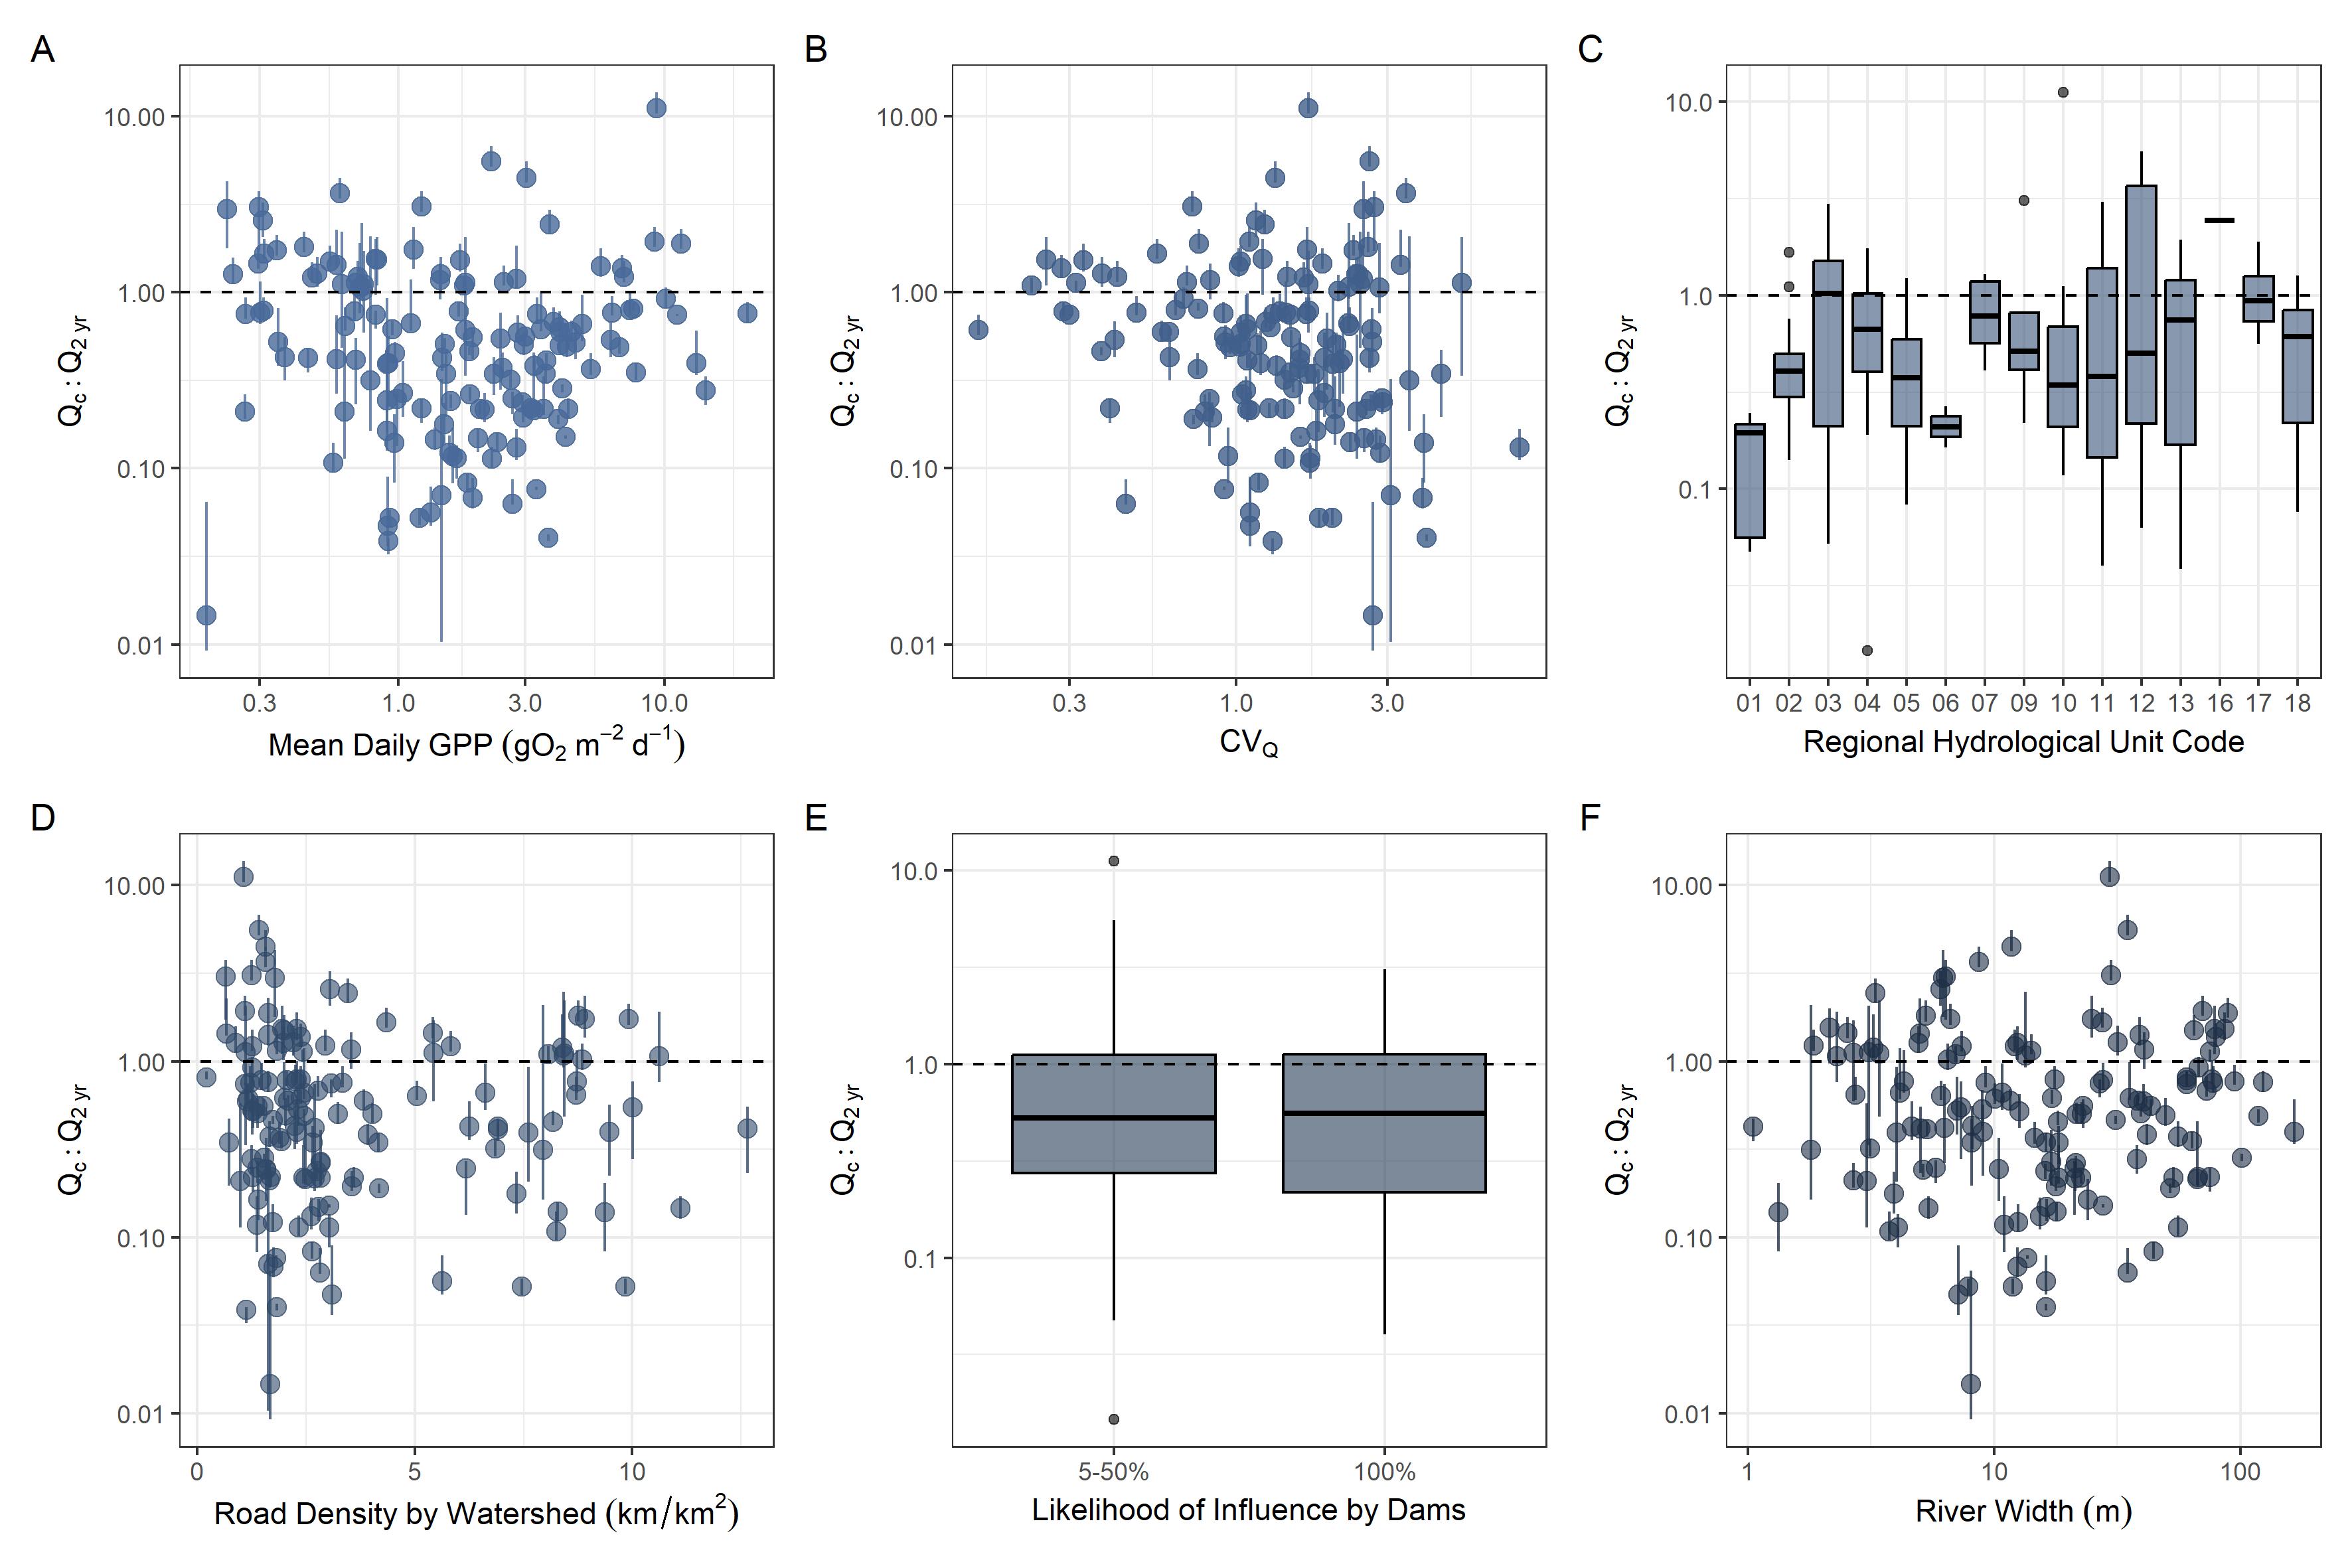 A
10.00
1.00
0.10
0.01
Qc : Q2 yr
0.3 1.0 3.0 10.0
Mean Daily GPP (gO2 m−2 d−1)
B
10.00
1.00
0.10
0.01
Qc : Q2 yr
0.3 1.0 3.0
CVQ
C
10.0
1.0
0.1
Qc : Q2 yr
01 02 03 04 05 06 07 09 10 11 12 13 16 17 18
Regional Hydrological Unit Code
D
10.00
1.00
0.10
0.01
Qc : Q2 yr
0 5 10
Road Density by Watershed (km/km2)
E
10.0
1.0
0.1
Qc : Q2 yr
5-50% 100%
Likelihood of Influence by Dams
F
10.00
1.00
0.10
0.01
Qc : Q2 yr
1 10 100
River Width (m)